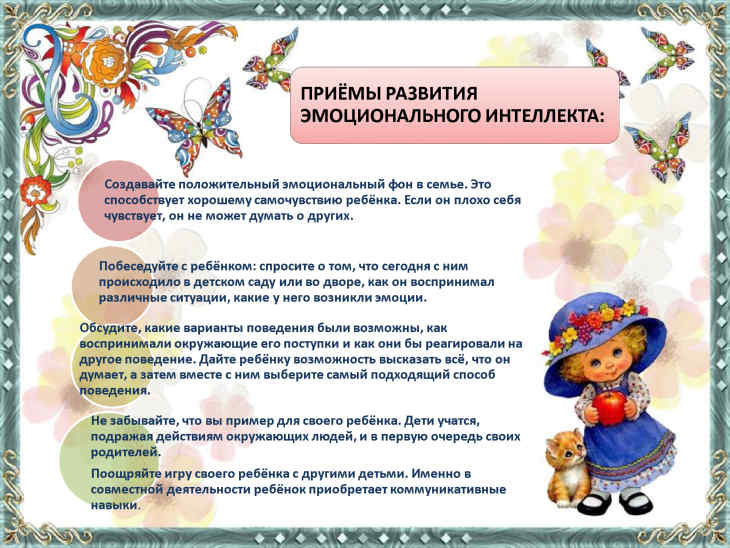 ПРИЁМЫ РАЗВИТИЯ
ЭМОЦИОНАЛЬНОГО ИНТЕЛЛЕКТА:
Создавайте положительный эмоциональный фон в семье. Это
способствует хорошему самочувствию ребёнка. Если он плохо себя
чувствует, он не может думать о других.
Побеседуйте с ребёнком: спросите о том, что сегодня с ним
происходило в детском саду или во дворе, как он воспринимал
различные ситуации, какие у него возникли эмоции.
Обсудите, какие варианты поведения были возможны, как
воспринимали окружающие его поступки и как они бы реагировали на
другое поведение. Дайте ребёнку возможность высказать всё, что он
думает, а затем вместе с ним выберите самый подходящий способ
поведения.
Не забывайте, что вы пример для своего ребёнка. Дети учатся,
подражая действиям окружающих людей, и в первую очередь своих
родителей.
Поощряйте игру своего ребёнка с другими детьми. Именно в
совместной деятельности ребёнок приобретает коммуникативные
навыки.